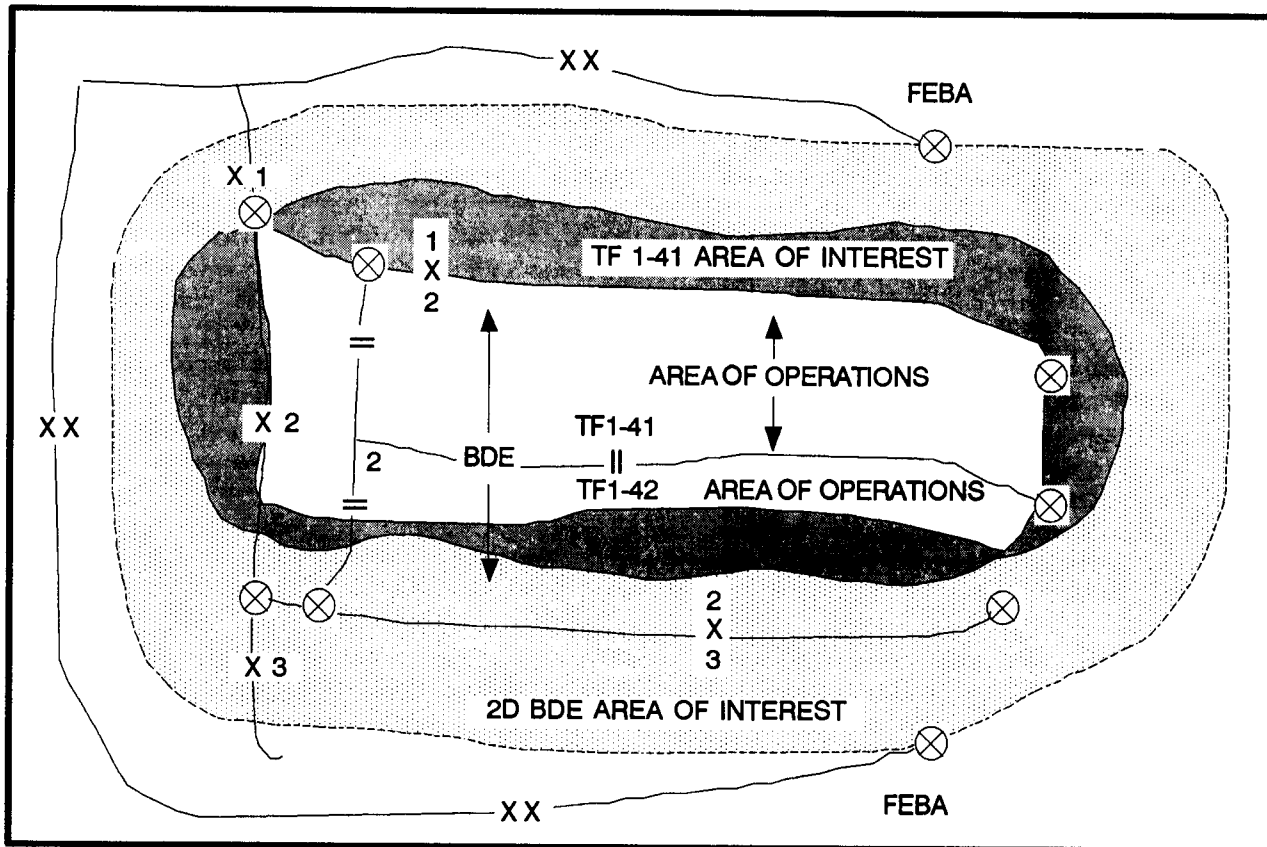 XX
FEBA
X 1
1
X
2
TF 1-41 AREA OF INTEREST
=
AREA OF OPERATIONS
XX
X 2
TF1-41
BDE
=
2
TF1-42
AREA OF OPERATIONS
=
2
X
3
X 3
2D BDE AREA OF INTEREST
XX
FEBA